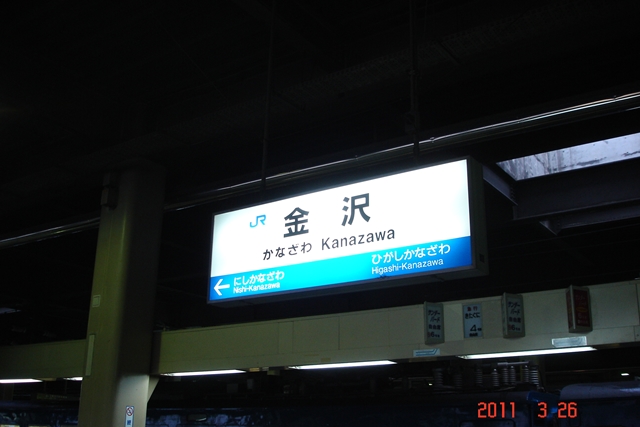 JR 金沢
かなざわ Kanazawa
にしかなざわ ひがしかなざわ
Nishi-Kanazawa Higashi-Kanazawa
2011 3 26